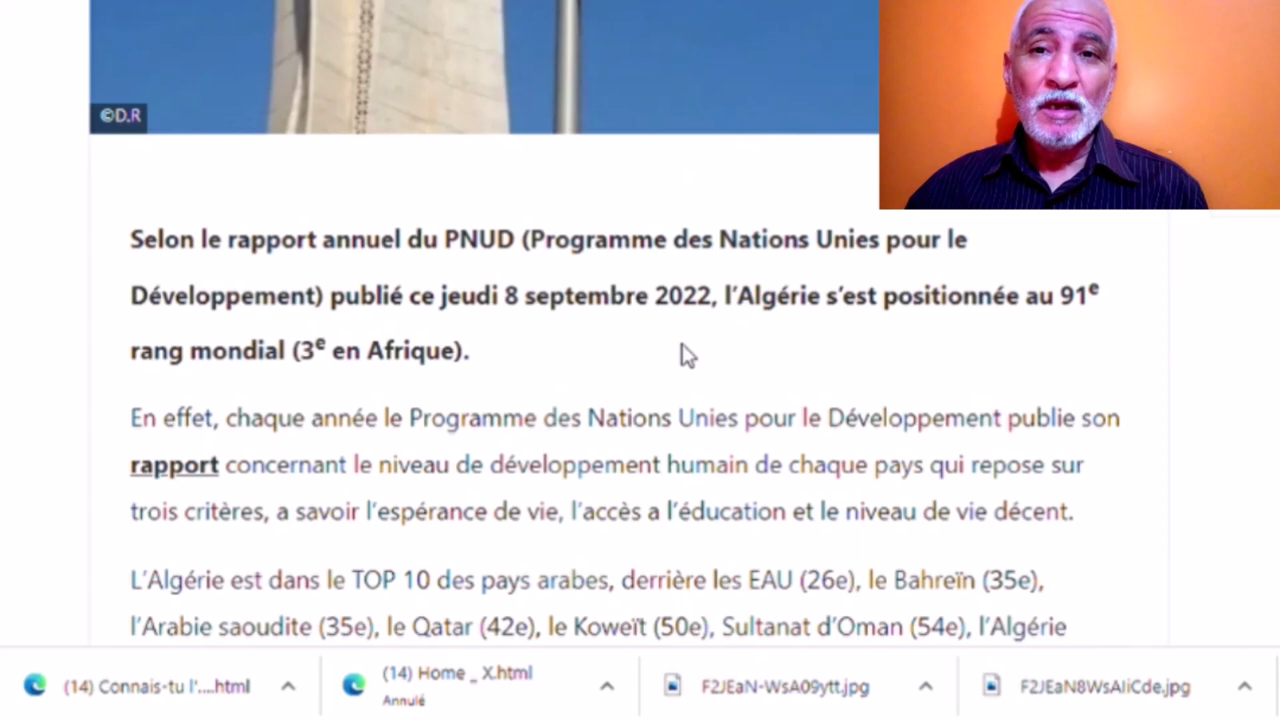 ©D.R
Selon le rapport annuel du PNUD (Programme des Nations Unies pour le
Développement) publié ce jeudi 8 septembre 2022, l’Algérie s’est positionnée au 91e
rang mondial (3e en Afrique).
En effet, chaque année le Programme des Nations Unies pour le Développement publie son
rapport concernant le niveau de développement humain de chaque pays qui repose sur
trois critères, a savoir l’espérance de vie, l’accès a l’éducation et le niveau de vie décent.
L’Algérie est dans le TOP 10 des pays arabes, derrière les EAU (26e), le Bahreïn (35e),
l’Arabie saoudite (35e), le Qatar (42e), le Koweït (50e), Sultanat d’Oman (54e), l’Algérie
(14) Connais-tu l'....html
(14) Home _ X.html
Annulé
F2JEaN-WsA09ytt.jpg
F2JEaN8WsAIiCde.jpg